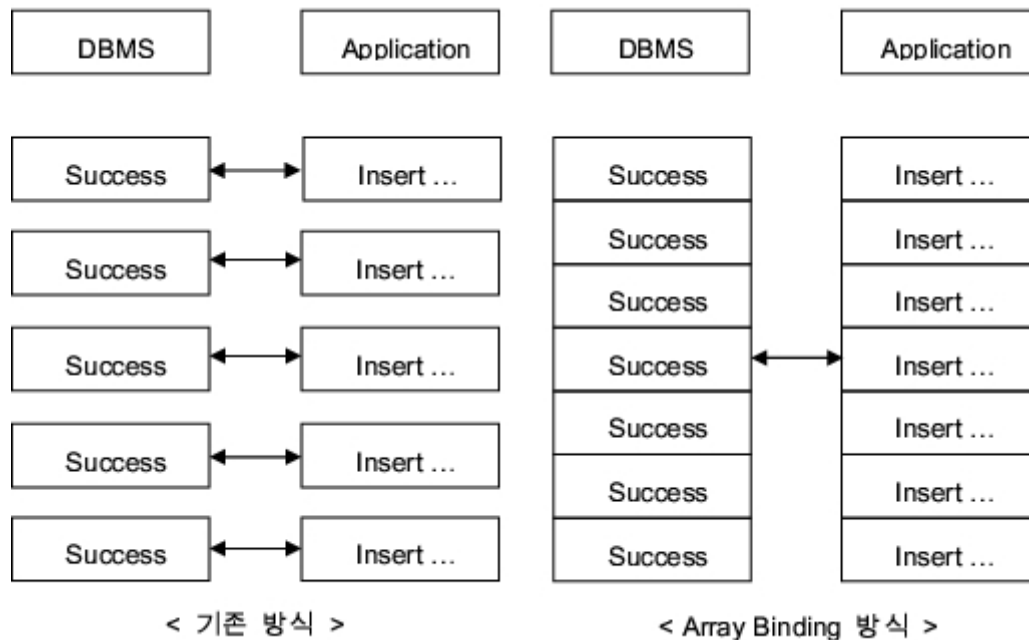 DBMS Application DBMS Application
Success Insert ... Success Insert ...
Success Insert ... Success Insert ...
Success Insert ...
Success Insert ... Success Insert ...
Success Insert ... Success Insert ...
Success Insert ...
Success Insert ... Success Insert ...
< 기존 방식 > < Array Binding 방식 >